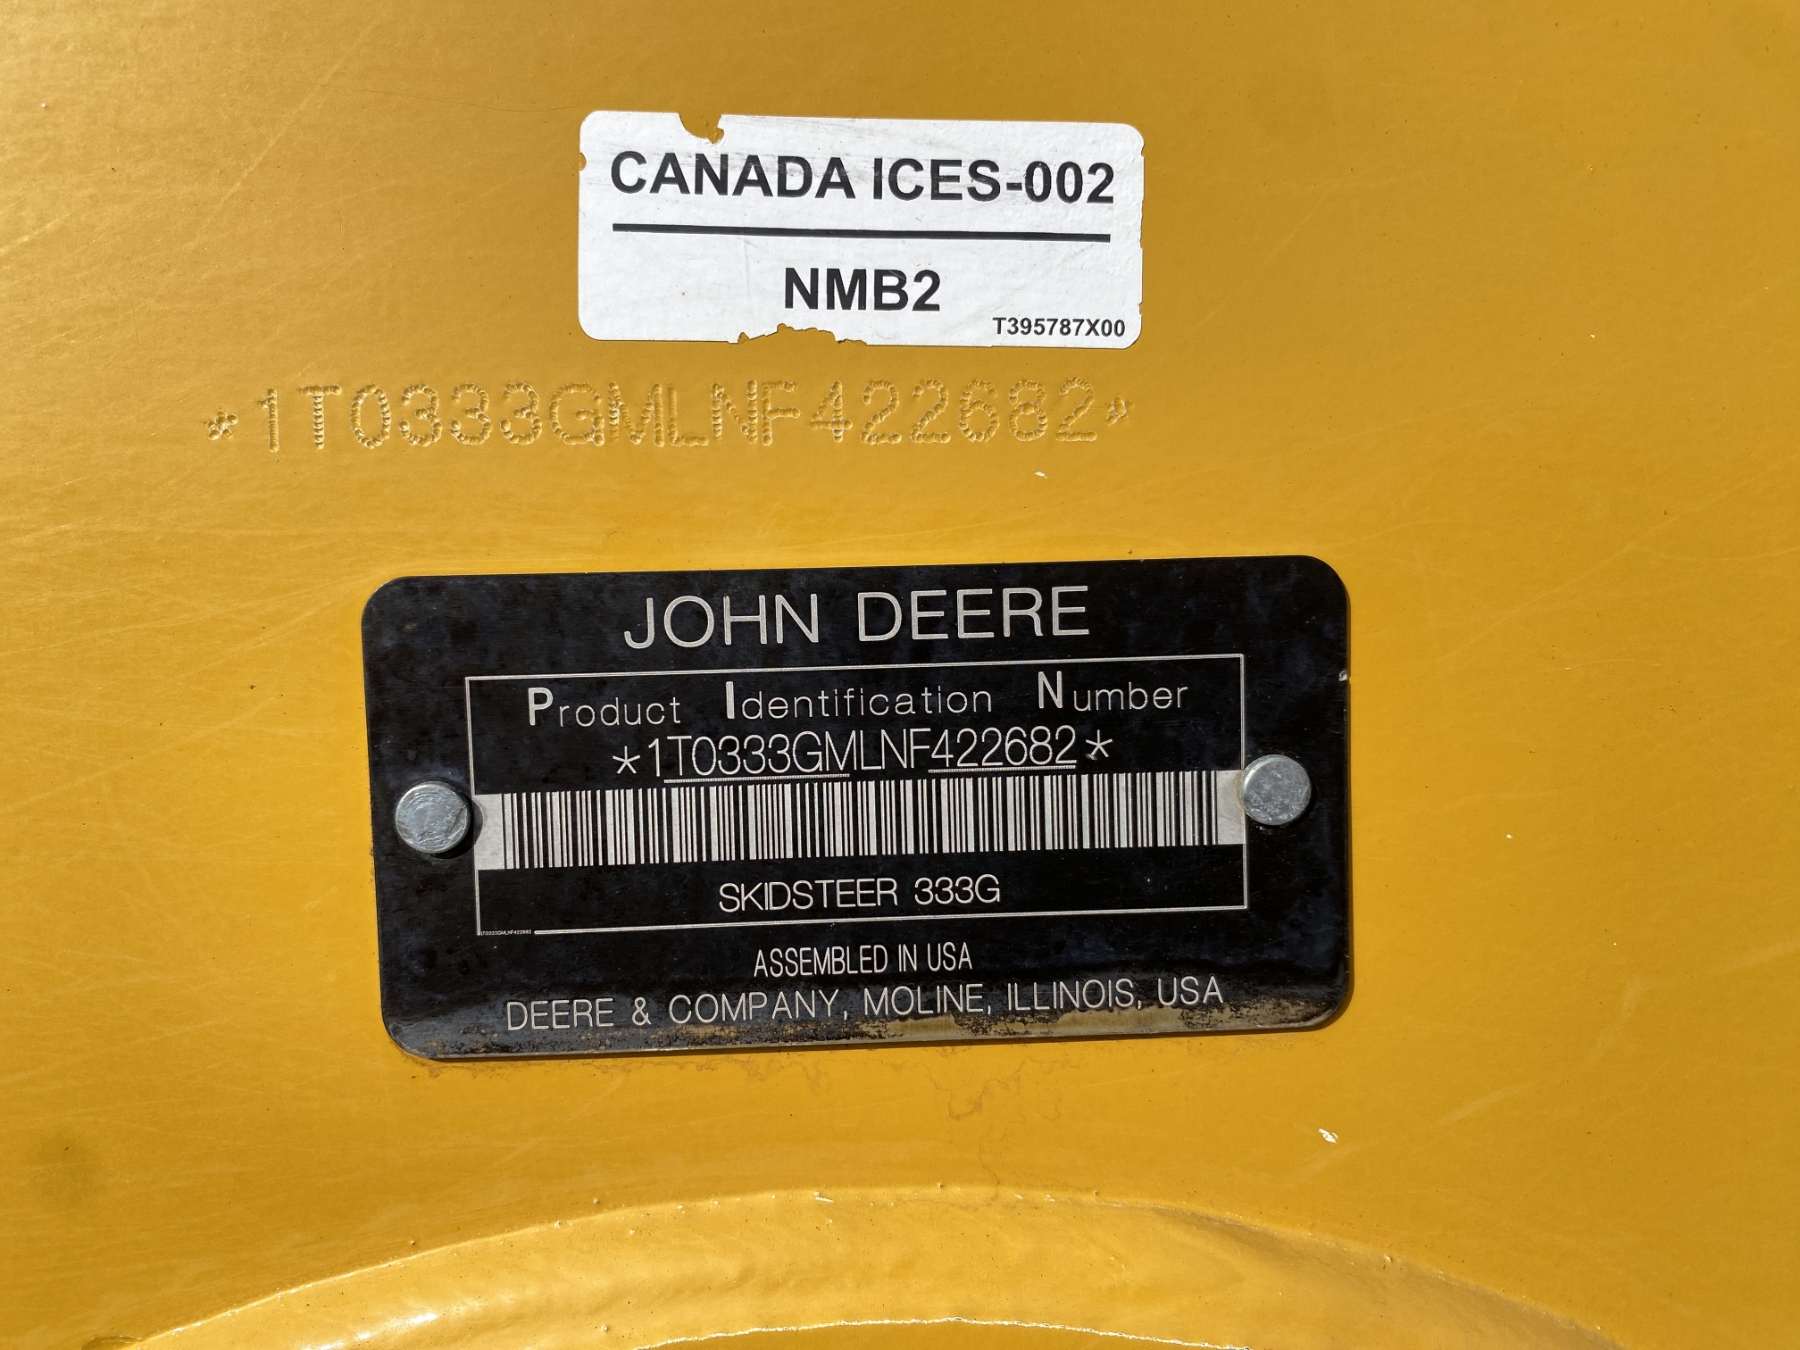 CANADA ICES-002
NMB2
T395787X00
*1T0333GMLNF422682*
JOHN DEERE
Product Identification Number
*1T0333GMLNF422682*
SKIDSTEER 333G
1T0333GMLNF422682
ASSEMBLED IN USA
DEERE & COMPANY, MOLINE, ILLINOIS, USA